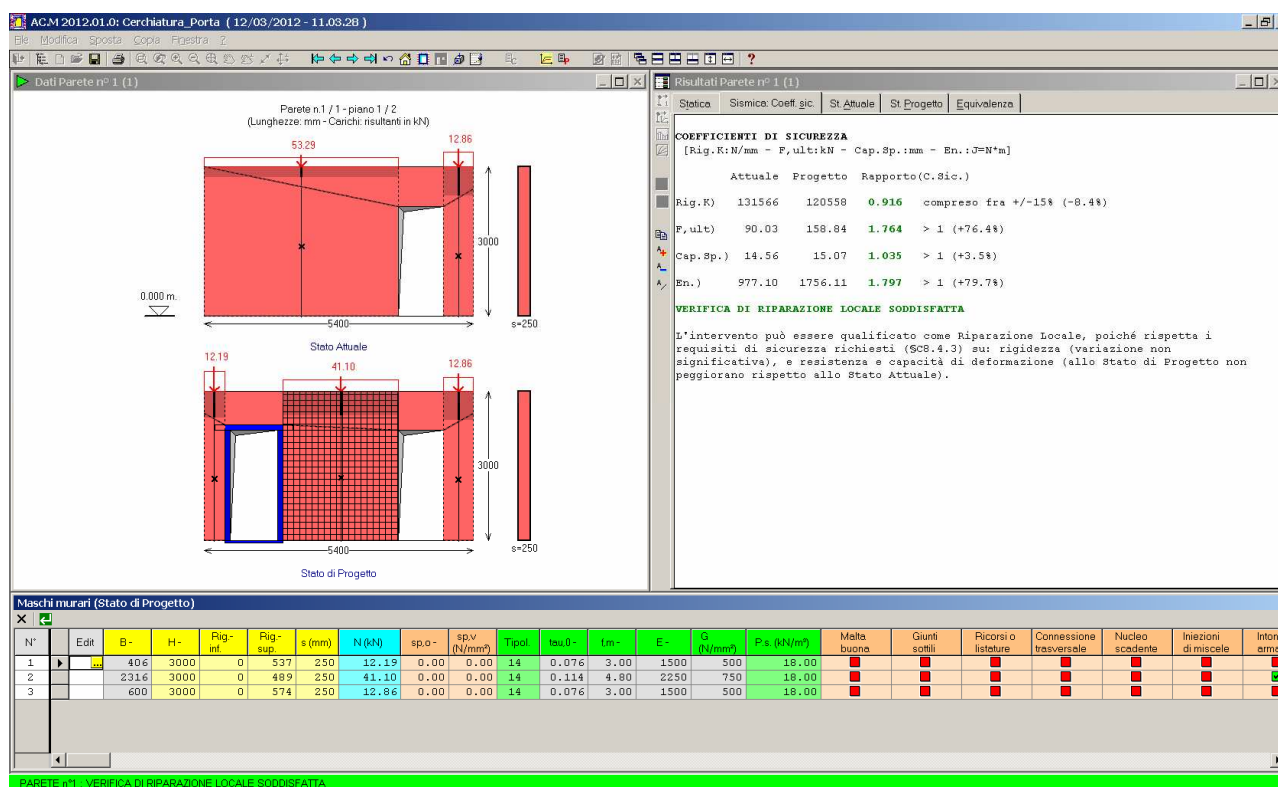 AC.M 2012.01.0: Cerchiatura_Porta ( 12/03/2012 - 11.03.28 )
File Modifica Sposta Copia Finestra ?
Dati Parete n° 1 (1)
Parete n.1 / 1 - piano 1 / 2
(Lunghezze: mm - Carichi: risultanti in kN)
53.29
12.86
3000
0.000 m.
5400
s=250
Stato Attuale
12.19
41.10
12.86
3000
5400
s=250
Stato di Progetto
Risultati Parete n° 1 (1)
Statica Sismica: Coeff. sic. St. Attuale St. Progetto Equivalenza
COEFFICIENTI DI SICUREZZA
[Rig.K:N/mm - F,ult:kN - Cap.Sp.:mm - En.:J=N*m]
Attuale Progetto Rapporto(C.Sic.)
Rig.K) 131566 120558 0.916 compreso fra +/-15% (-8.4%)
F,ult) 90.03 158.84 1.764 > 1 (+76.4%)
Cap.Sp.) 14.56 15.07 1.035 > 1 (+3.5%)
En.) 977.10 1756.11 1.797 > 1 (+79.7%)
VERIFICA DI RIPARAZIONE LOCALE SODDISFATTA
L'intervento può essere qualificato come Riparazione Locale, poiché rispetta i
requisiti di sicurezza richiesti (§C8.4.3) su: rigidezza (variazione non
significativa), e resistenza e capacità di deformazione (allo Stato di Progetto non
peggiorano rispetto allo Stato Attuale).
Maschi murari (Stato di Progetto)
N° Edit B - H - Rig.- inf. Rig.- sup. s (mm) N (kN) sp,o - sp,v (N/mm²) Tipol. tau,0 - f,m - E - G (N/mm²) P.s. (kN/m³) Malta buona Giunti sottili Ricorsi o listature Connessione trasversale Nucleo scadente Iniezioni di miscele Inton arma
1 ... 406 3000 0 537 250 12.19 0.00 0.00 14 0.076 3.00 1500 500 18.00
2 2316 3000 0 489 250 41.10 0.00 0.00 14 0.114 4.80 2250 750 18.00
3 600 3000 0 574 250 12.86 0.00 0.00 14 0.076 3.00 1500 500 18.00
PARETE n°1 : VERIFICA DI RIPARAZIONE LOCALE SODDISFATTA